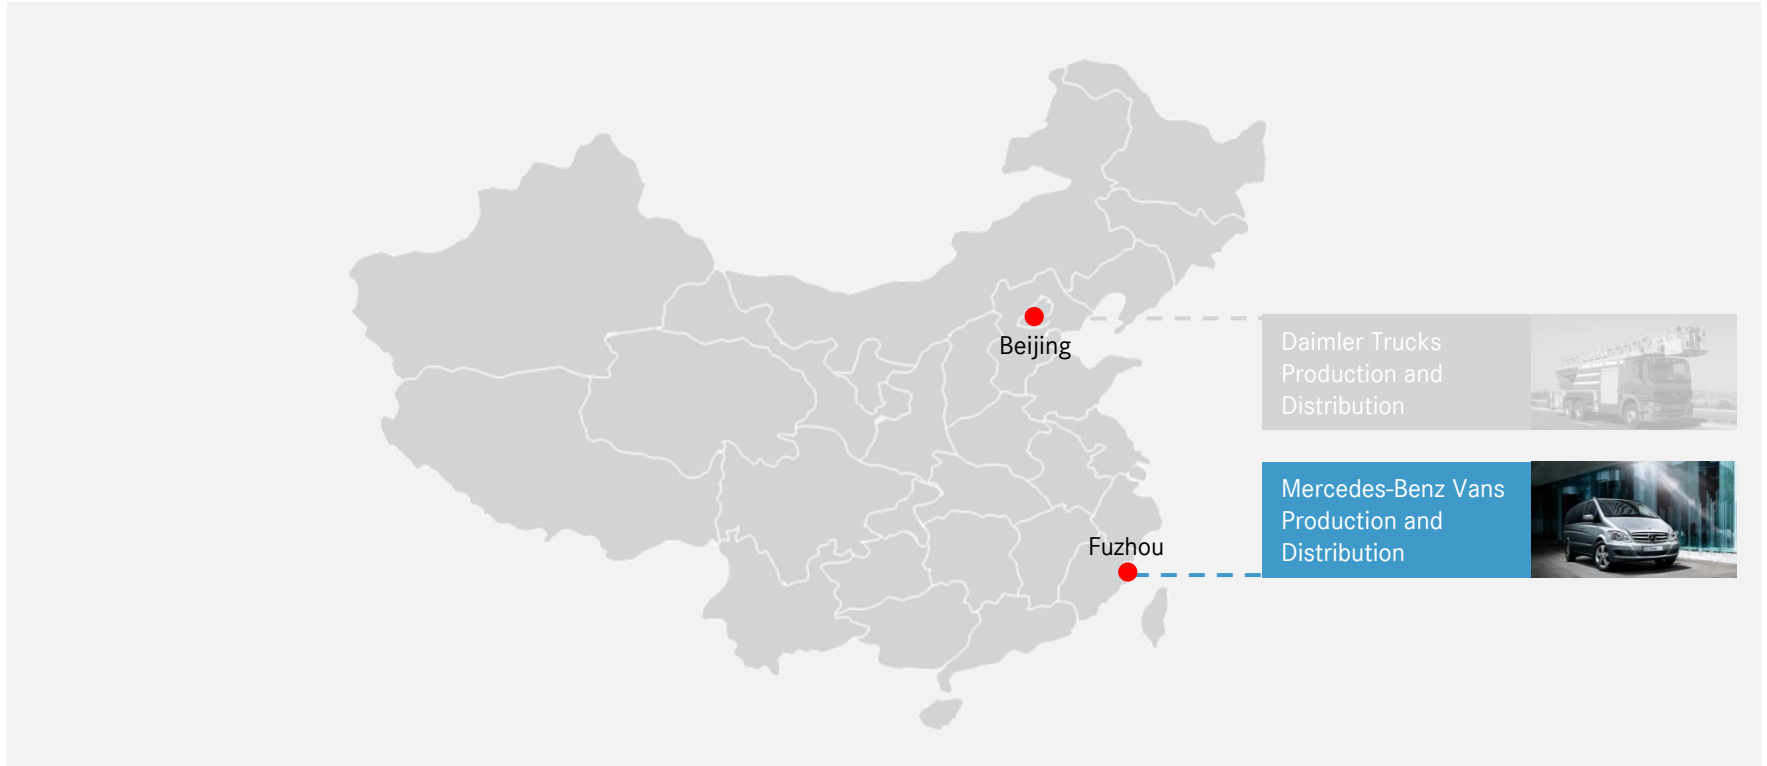 Beijing
Daimler Trucks
Production and
Distribution
Mercedes-Benz Vans
Production and
Distribution
Fuzhou